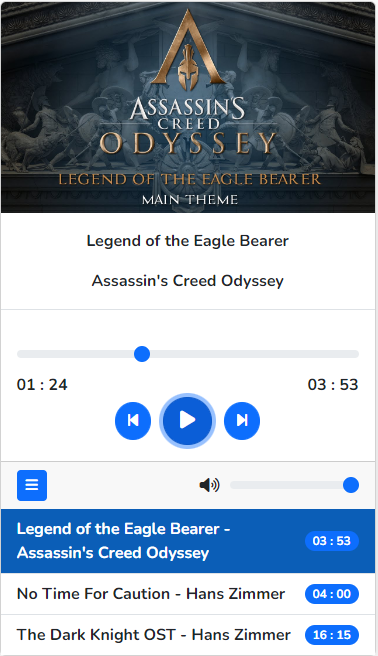 ASSASSIN'S
CREED
ODYSSEY
LEGEND OF THE EAGLE BEARER
MAIN THEME
Legend of the Eagle Bearer
Assassin's Creed Odyssey
01 : 24
03 : 53
Legend of the Eagle Bearer -
Assassin's Creed Odyssey
03 : 53
No Time For Caution - Hans Zimmer
04 : 00
The Dark Knight OST - Hans Zimmer
16 : 15